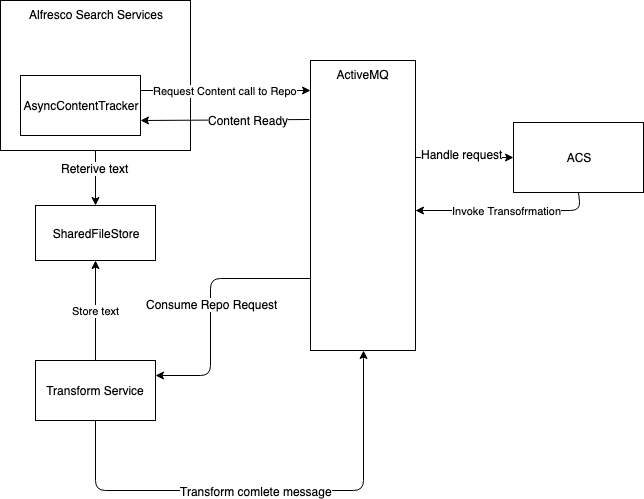 Alfresco Search Services
ActiveMQ
AsyncContentTracker
Request Content call to Repo
Content Ready
Handle request
ACS
Reterive text
Invoke Transofrmation
SharedFileStore
Consume Repo Request
Store text
Transform Service
Transform comlete message